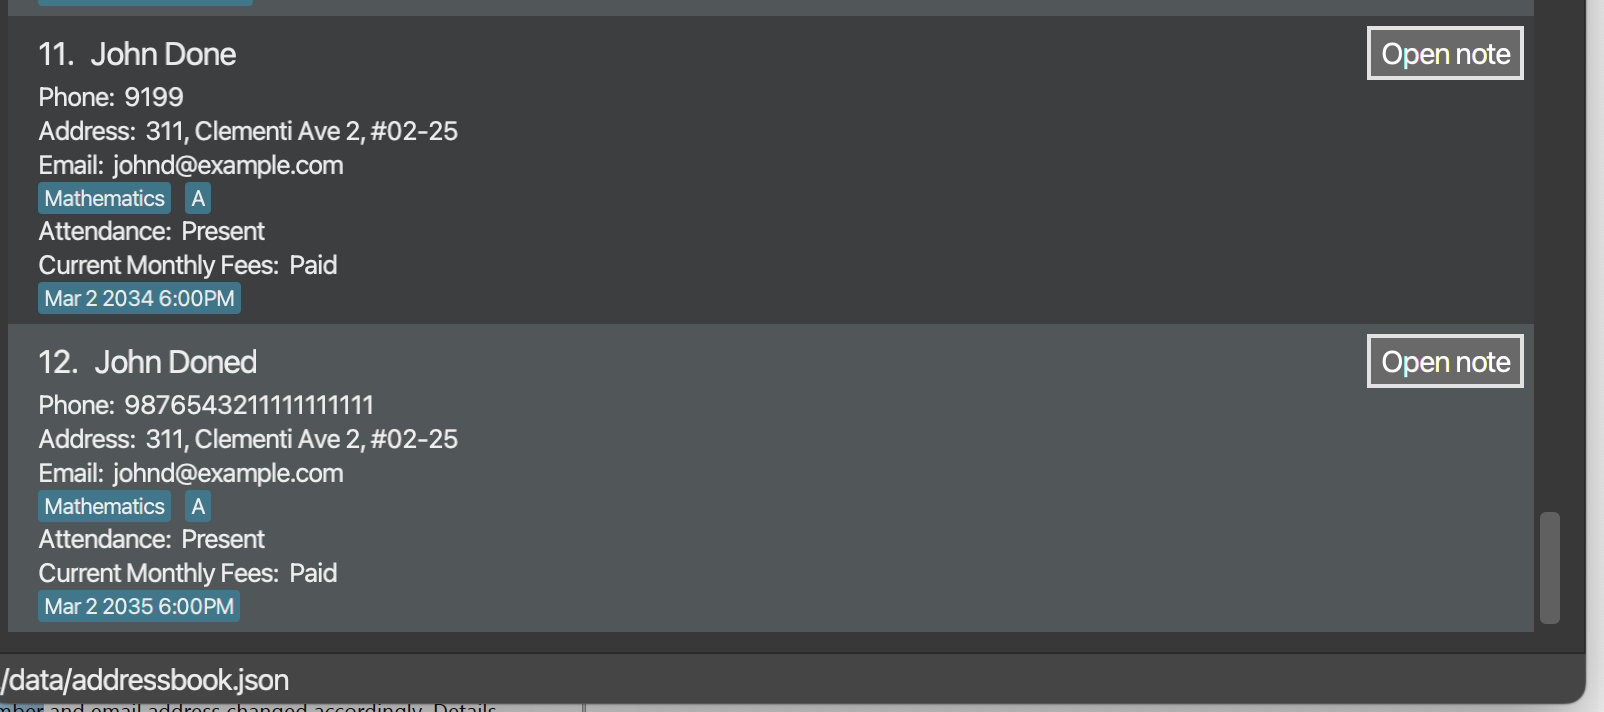 11. John Done
Open note
Phone: 9199
Address: 311, Clementi Ave 2, #02-25
Email: johnd@example.com
Mathematics A
Attendance: Present
Current Monthly Fees: Paid
Mar 2 2034 6:00PM
12. John Doned
Open note
Phone: 9876543211111111111
Address: 311, Clementi Ave 2, #02-25
Email: johnd@example.com
Mathematics A
Attendance: Present
Current Monthly Fees: Paid
Mar 2 2035 6:00PM
/data/addressbook.json
and email address changed accordingly. Details